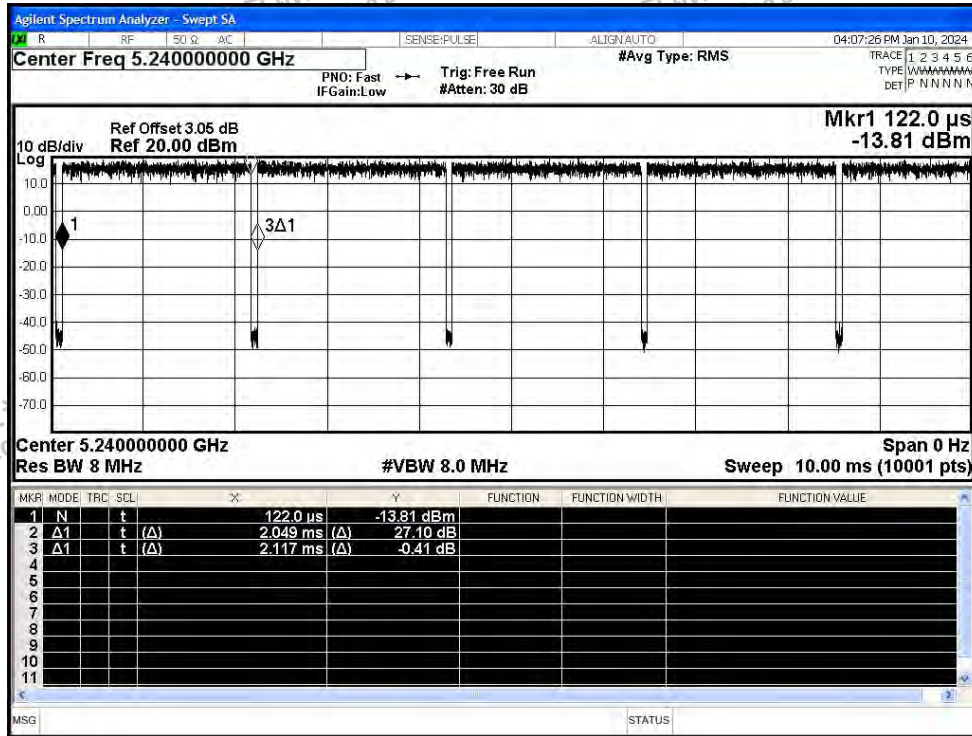 Agilent Spectrum Analyzer - Swept SA
LXI R RF 50 Ω AC SENSE:PULSE ALIGN AUTO 04:07:26 PM Jan 10, 2024
Center Freq 5.240000000 GHz #Avg Type: RMS TRACE 1 2 3 4 5 6
PNO: Fast Trig: Free Run TYPE WWWWWW
IFGain:Low #Atten: 30 dB DET P N N N N N
Mkr1 122.0 µs
Ref Offset 3.05 dB
10 dB/div Ref 20.00 dBm -13.81 dBm
Log
10.0
0.00
1 3Δ1
-10.0
-20.0
-30.0
-40.0
-50.0
-60.0
-70.0
Center 5.240000000 GHz Span 0 Hz
Res BW 8 MHz #VBW 8.0 MHz Sweep 10.00 ms (10001 pts)
MKR MODE TRC SCL X Y FUNCTION FUNCTION WIDTH FUNCTION VALUE
1 N t 122.0 µs -13.81 dBm
2 Δ1 t (Δ) 2.049 ms (Δ) 27.10 dB
3 Δ1 t (Δ) 2.117 ms (Δ) -0.41 dB
4
5
6
7
8
9
10
11
MSG STATUS